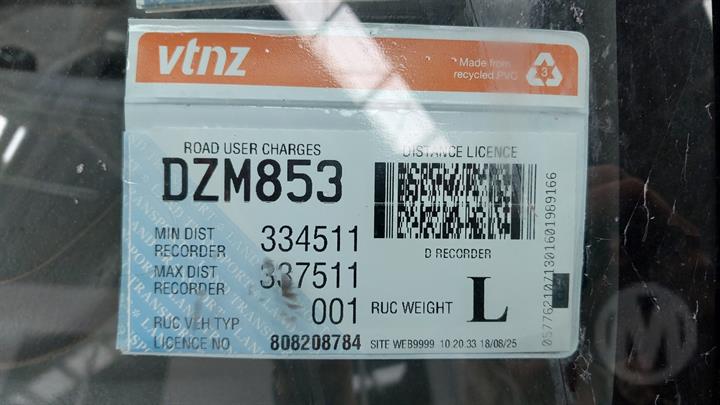 vtnz
Made from
recycled PVC
3
ROAD USER CHARGES
DISTANCE LICENCE
DZM853
MIN DIST
RECORDER 334511
D RECORDER
MAX DIST
RECORDER 337511
RUC VEH TYP 001
RUC WEIGHT L
LICENCE NO 808208784
SITE WEB9999 10:20:33 18/08/25
05776210/1301601989166
M